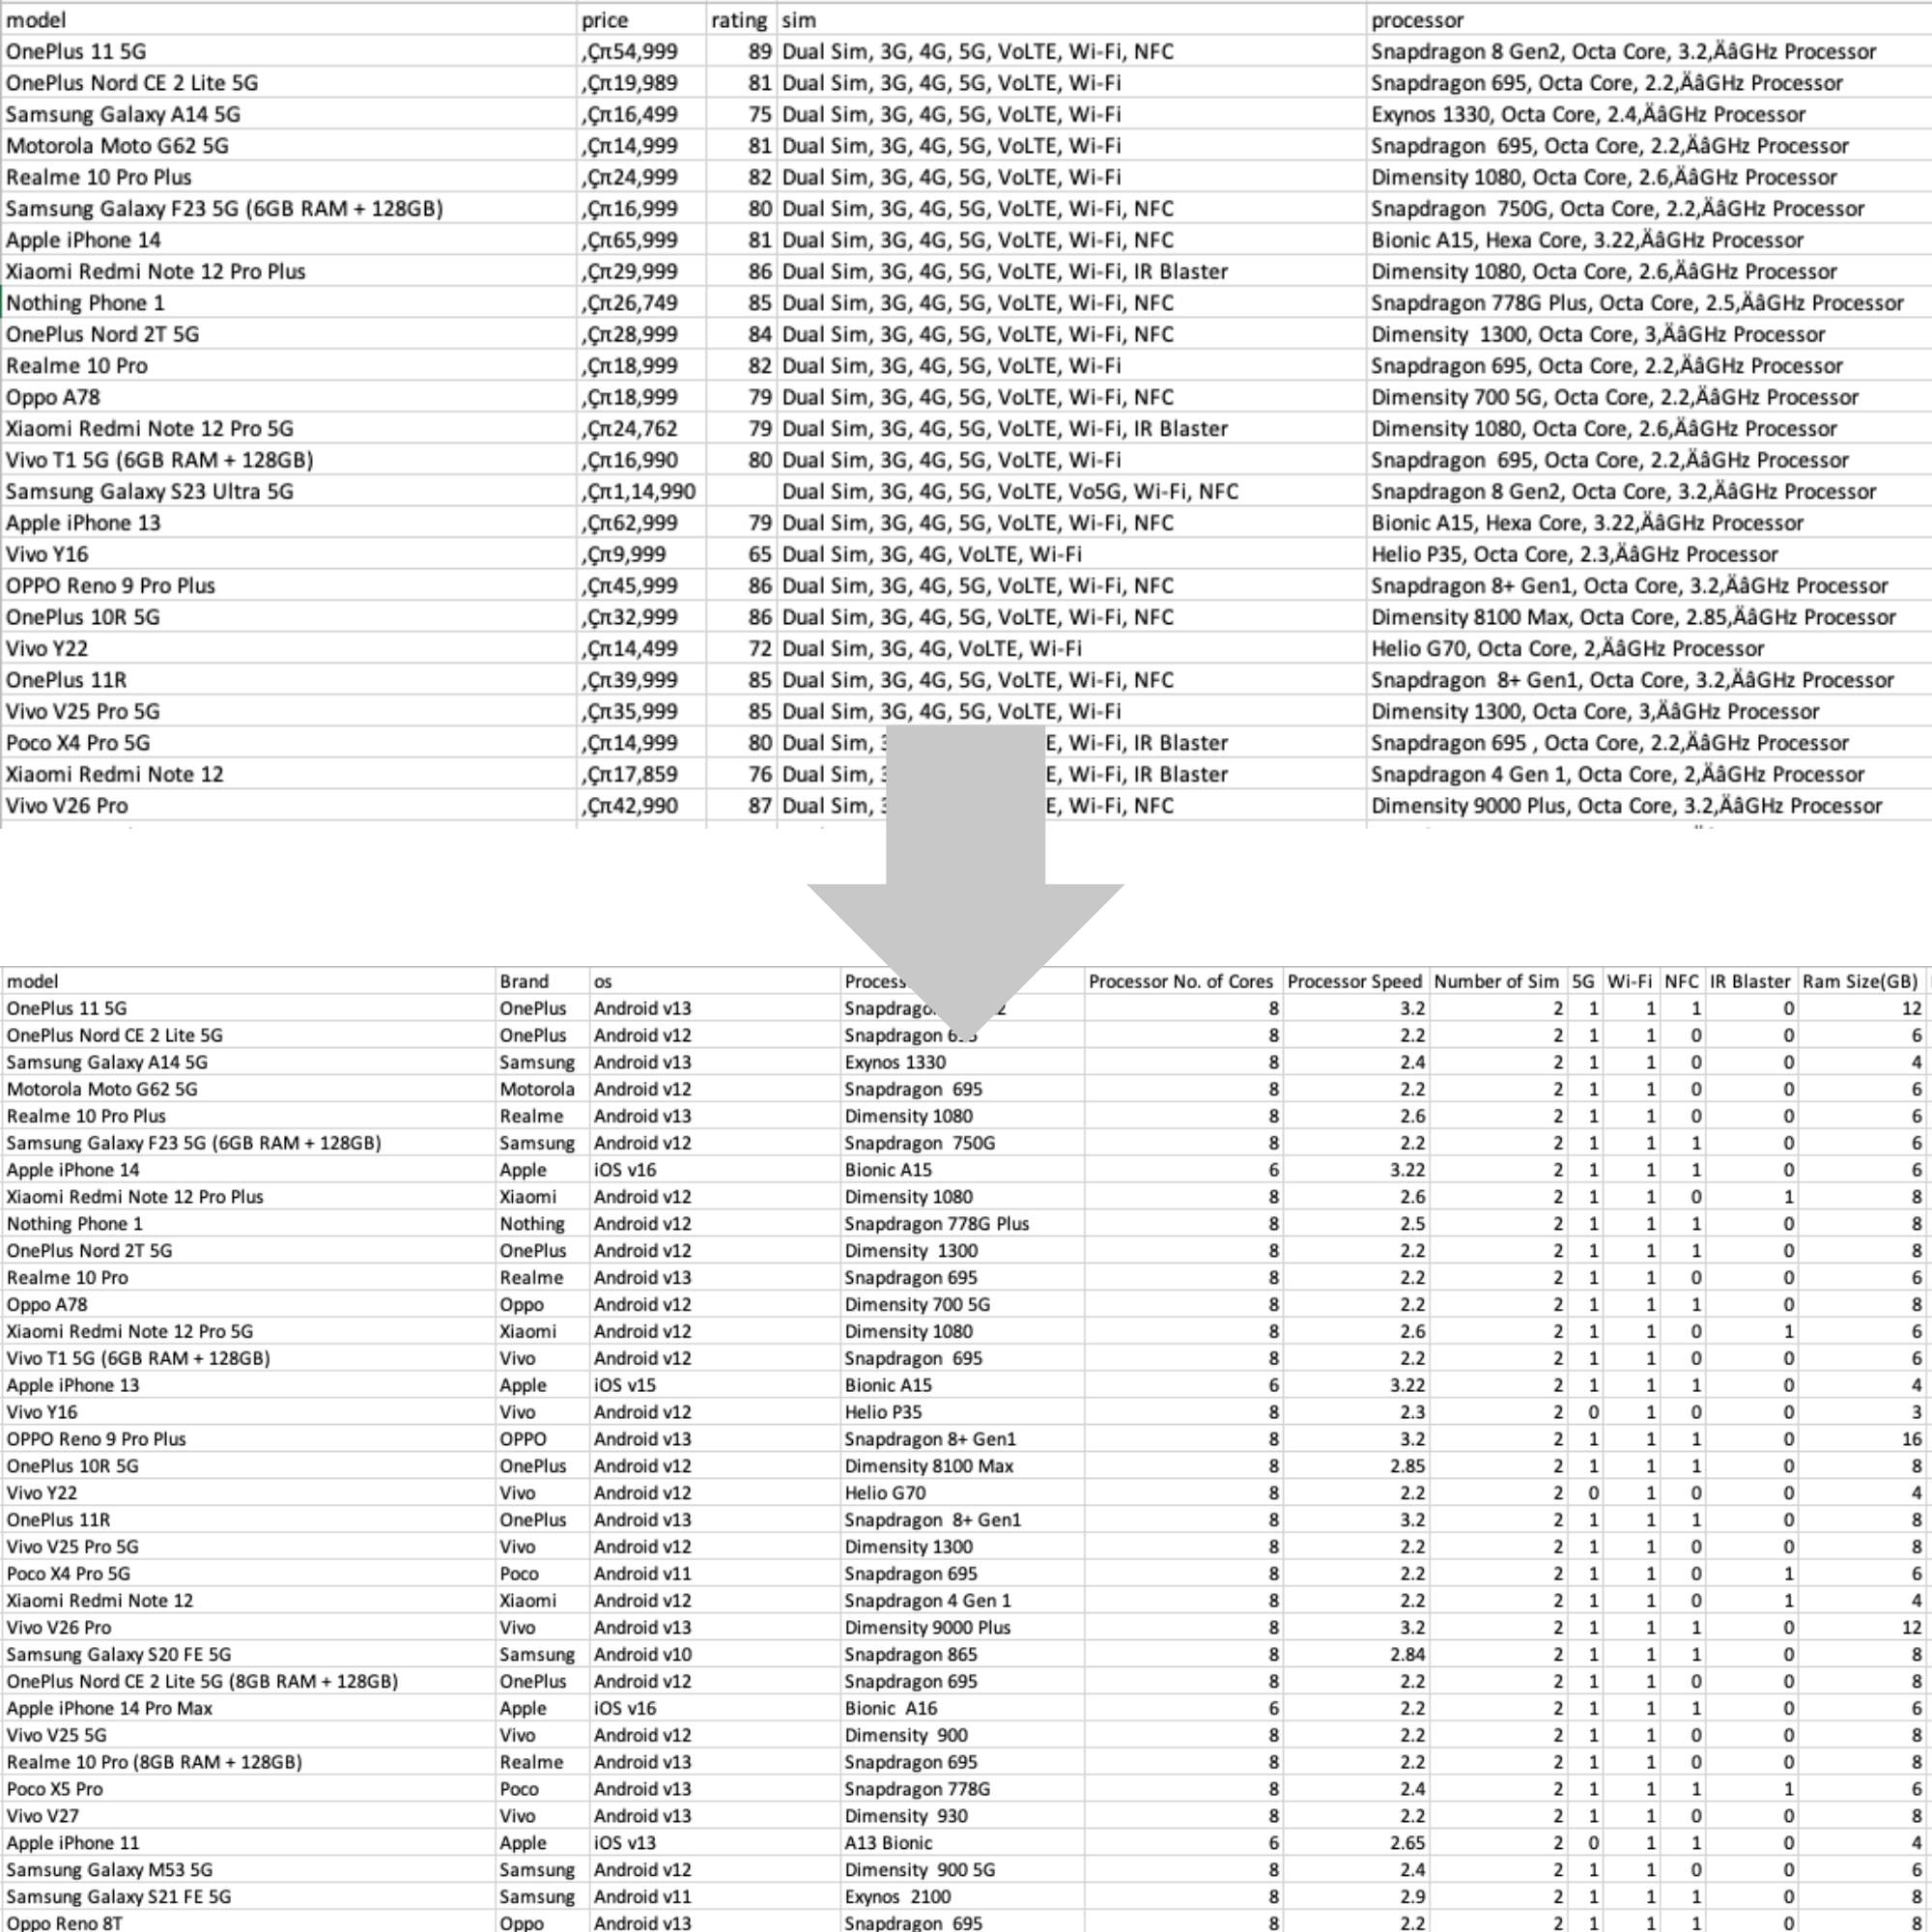 model price rating sim processor
OnePlus 11 5G ‚Çπ54,999 89 Dual Sim, 3G, 4G, 5G, VoLTE, Wi-Fi, NFC Snapdragon 8 Gen2, Octa Core, 3.2‚ÄâGHz Processor
OnePlus Nord CE 2 Lite 5G ‚Çπ19,989 81 Dual Sim, 3G, 4G, 5G, VoLTE, Wi-Fi Snapdragon 695, Octa Core, 2.2‚ÄâGHz Processor
Samsung Galaxy A14 5G ‚Çπ16,499 75 Dual Sim, 3G, 4G, 5G, VoLTE, Wi-Fi Exynos 1330, Octa Core, 2.4‚ÄâGHz Processor
Motorola Moto G62 5G ‚Çπ14,999 81 Dual Sim, 3G, 4G, 5G, VoLTE, Wi-Fi Snapdragon  695, Octa Core, 2.2‚ÄâGHz Processor
Realme 10 Pro Plus ‚Çπ24,999 82 Dual Sim, 3G, 4G, 5G, VoLTE, Wi-Fi Dimensity 1080, Octa Core, 2.6‚ÄâGHz Processor
Samsung Galaxy F23 5G (6GB RAM + 128GB) ‚Çπ16,999 80 Dual Sim, 3G, 4G, 5G, VoLTE, Wi-Fi, NFC Snapdragon  750G, Octa Core, 2.2‚ÄâGHz Processor
Apple iPhone 14 ‚Çπ65,999 81 Dual Sim, 3G, 4G, 5G, VoLTE, Wi-Fi, NFC Bionic A15, Hexa Core, 3.22‚ÄâGHz Processor
Xiaomi Redmi Note 12 Pro Plus ‚Çπ29,999 86 Dual Sim, 3G, 4G, 5G, VoLTE, Wi-Fi, IR Blaster Dimensity 1080, Octa Core, 2.6‚ÄâGHz Processor
Nothing Phone 1 ‚Çπ26,749 85 Dual Sim, 3G, 4G, 5G, VoLTE, Wi-Fi, NFC Snapdragon 778G Plus, Octa Core, 2.5‚ÄâGHz Processor
OnePlus Nord 2T 5G ‚Çπ28,999 84 Dual Sim, 3G, 4G, 5G, VoLTE, Wi-Fi, NFC Dimensity  1300, Octa Core, 3‚ÄâGHz Processor
Realme 10 Pro ‚Çπ18,999 82 Dual Sim, 3G, 4G, 5G, VoLTE, Wi-Fi Snapdragon 695, Octa Core, 2.2‚ÄâGHz Processor
Oppo A78 ‚Çπ18,999 79 Dual Sim, 3G, 4G, 5G, VoLTE, Wi-Fi, NFC Dimensity 700 5G, Octa Core, 2.2‚ÄâGHz Processor
Xiaomi Redmi Note 12 Pro 5G ‚Çπ24,762 79 Dual Sim, 3G, 4G, 5G, VoLTE, Wi-Fi, IR Blaster Dimensity 1080, Octa Core, 2.6‚ÄâGHz Processor
Vivo T1 5G (6GB RAM + 128GB) ‚Çπ16,990 80 Dual Sim, 3G, 4G, 5G, VoLTE, Wi-Fi Snapdragon  695, Octa Core, 2.2‚ÄâGHz Processor
Samsung Galaxy S23 Ultra 5G ‚Çπ1,14,990 Dual Sim, 3G, 4G, 5G, VoLTE, Vo5G, Wi-Fi, NFC Snapdragon 8 Gen2, Octa Core, 3.2‚ÄâGHz Processor
Apple iPhone 13 ‚Çπ62,999 79 Dual Sim, 3G, 4G, 5G, VoLTE, Wi-Fi, NFC Bionic A15, Hexa Core, 3.22‚ÄâGHz Processor
Vivo Y16 ‚Çπ9,999 65 Dual Sim, 3G, 4G, VoLTE, Wi-Fi Helio P35, Octa Core, 2.3‚ÄâGHz Processor
OPPO Reno 9 Pro Plus ‚Çπ45,999 86 Dual Sim, 3G, 4G, 5G, VoLTE, Wi-Fi, NFC Snapdragon 8+ Gen1, Octa Core, 3.2‚ÄâGHz Processor
OnePlus 10R 5G ‚Çπ32,999 86 Dual Sim, 3G, 4G, 5G, VoLTE, Wi-Fi, NFC Dimensity 8100 Max, Octa Core, 2.85‚ÄâGHz Processor
Vivo Y22 ‚Çπ14,499 72 Dual Sim, 3G, 4G, VoLTE, Wi-Fi Helio G70, Octa Core, 2‚ÄâGHz Processor
OnePlus 11R ‚Çπ39,999 85 Dual Sim, 3G, 4G, 5G, VoLTE, Wi-Fi, NFC Snapdragon  8+ Gen1, Octa Core, 3.2‚ÄâGHz Processor
Vivo V25 Pro 5G ‚Çπ35,999 85 Dual Sim, 3G, 4G, 5G, VoLTE, Wi-Fi Dimensity 1300, Octa Core, 3‚ÄâGHz Processor
Poco X4 Pro 5G ‚Çπ14,999 80 Dual Sim, Wi-Fi, IR Blaster Snapdragon 695 , Octa Core, 2.2‚ÄâGHz Processor
Xiaomi Redmi Note 12 ‚Çπ17,859 76 Dual Sim, Wi-Fi, IR Blaster Snapdragon 4 Gen 1, Octa Core, 2‚ÄâGHz Processor
Vivo V26 Pro ‚Çπ42,990 87 Dual Sim, Wi-Fi, NFC Dimensity 9000 Plus, Octa Core, 3.2‚ÄâGHz Processor
model Brand os Processor No. of Cores Processor Speed Number of Sim 5G Wi-Fi NFC IR Blaster Ram Size(GB)
OnePlus 11 5G OnePlus Android v13 8 3.2 2 1 1 1 0 12
OnePlus Nord CE 2 Lite 5G OnePlus Android v12 Snapdragon 8 2.2 2 1 1 0 0 6
Samsung Galaxy A14 5G Samsung Android v13 Exynos 1330 8 2.4 2 1 1 0 0 4
Motorola Moto G62 5G Motorola Android v12 Snapdragon  695 8 2.2 2 1 1 0 0 6
Realme 10 Pro Plus Realme Android v13 Dimensity 1080 8 2.6 2 1 1 0 0 6
Samsung Galaxy F23 5G (6GB RAM + 128GB) Samsung Android v12 Snapdragon  750G 8 2.2 2 1 1 1 0 6
Apple iPhone 14 Apple iOS v16 Bionic A15 6 3.22 2 1 1 1 0 6
Xiaomi Redmi Note 12 Pro Plus Xiaomi Android v12 Dimensity 1080 8 2.6 2 1 1 0 1 8
Nothing Phone 1 Nothing Android v12 Snapdragon 778G Plus 8 2.5 2 1 1 1 0 8
OnePlus Nord 2T 5G OnePlus Android v12 Dimensity  1300 8 2.2 2 1 1 1 0 8
Realme 10 Pro Realme Android v13 Snapdragon 695 8 2.2 2 1 1 0 0 6
Oppo A78 Oppo Android v12 Dimensity 700 5G 8 2.2 2 1 1 1 0 8
Xiaomi Redmi Note 12 Pro 5G Xiaomi Android v12 Dimensity 1080 8 2.6 2 1 1 0 1 6
Vivo T1 5G (6GB RAM + 128GB) Vivo Android v12 Snapdragon  695 8 2.2 2 1 1 0 0 6
Apple iPhone 13 Apple iOS v15 Bionic A15 6 3.22 2 1 1 1 0 4
Vivo Y16 Vivo Android v12 Helio P35 8 2.3 2 0 1 0 0 3
OPPO Reno 9 Pro Plus OPPO Android v13 Snapdragon 8+ Gen1 8 3.2 2 1 1 1 0 16
OnePlus 10R 5G OnePlus Android v12 Dimensity 8100 Max 8 2.85 2 1 1 1 0 8
Vivo Y22 Vivo Android v12 Helio G70 8 2.2 2 0 1 0 0 4
OnePlus 11R OnePlus Android v13 Snapdragon  8+ Gen1 8 3.2 2 1 1 1 0 8
Vivo V25 Pro 5G Vivo Android v12 Dimensity 1300 8 2.2 2 1 1 0 0 8
Poco X4 Pro 5G Poco Android v11 Snapdragon 695 8 2.2 2 1 1 0 1 6
Xiaomi Redmi Note 12 Xiaomi Android v12 Snapdragon 4 Gen 1 8 2.2 2 1 1 0 1 4
Vivo V26 Pro Vivo Android v13 Dimensity 9000 Plus 8 3.2 2 1 1 1 0 12
Samsung Galaxy S20 FE 5G Samsung Android v10 Snapdragon 865 8 2.84 2 1 1 1 0 8
OnePlus Nord CE 2 Lite 5G (8GB RAM + 128GB) OnePlus Android v12 Snapdragon 695 8 2.2 2 1 1 0 0 8
Apple iPhone 14 Pro Max Apple iOS v16 Bionic  A16 6 2.2 2 1 1 1 0 6
Vivo V25 5G Vivo Android v12 Dimensity  900 8 2.2 2 1 1 0 0 8
Realme 10 Pro (8GB RAM + 128GB) Realme Android v13 Snapdragon 695 8 2.2 2 1 1 0 0 8
Poco X5 Pro Poco Android v13 Snapdragon 778G 8 2.4 2 1 1 1 1 6
Vivo V27 Vivo Android v13 Dimensity  930 8 2.2 2 1 1 0 0 8
Apple iPhone 11 Apple iOS v13 A13 Bionic 6 2.65 2 0 1 1 0 4
Samsung Galaxy M53 5G Samsung Android v12 Dimensity  900 5G 8 2.4 2 1 1 0 0 6
Samsung Galaxy S21 FE 5G Samsung Android v11 Exynos  2100 8 2.9 2 1 1 1 0 8
Oppo Reno 8T Oppo Android v13 Snapdragon  695 8 2.2 2 1 1 1 0 8